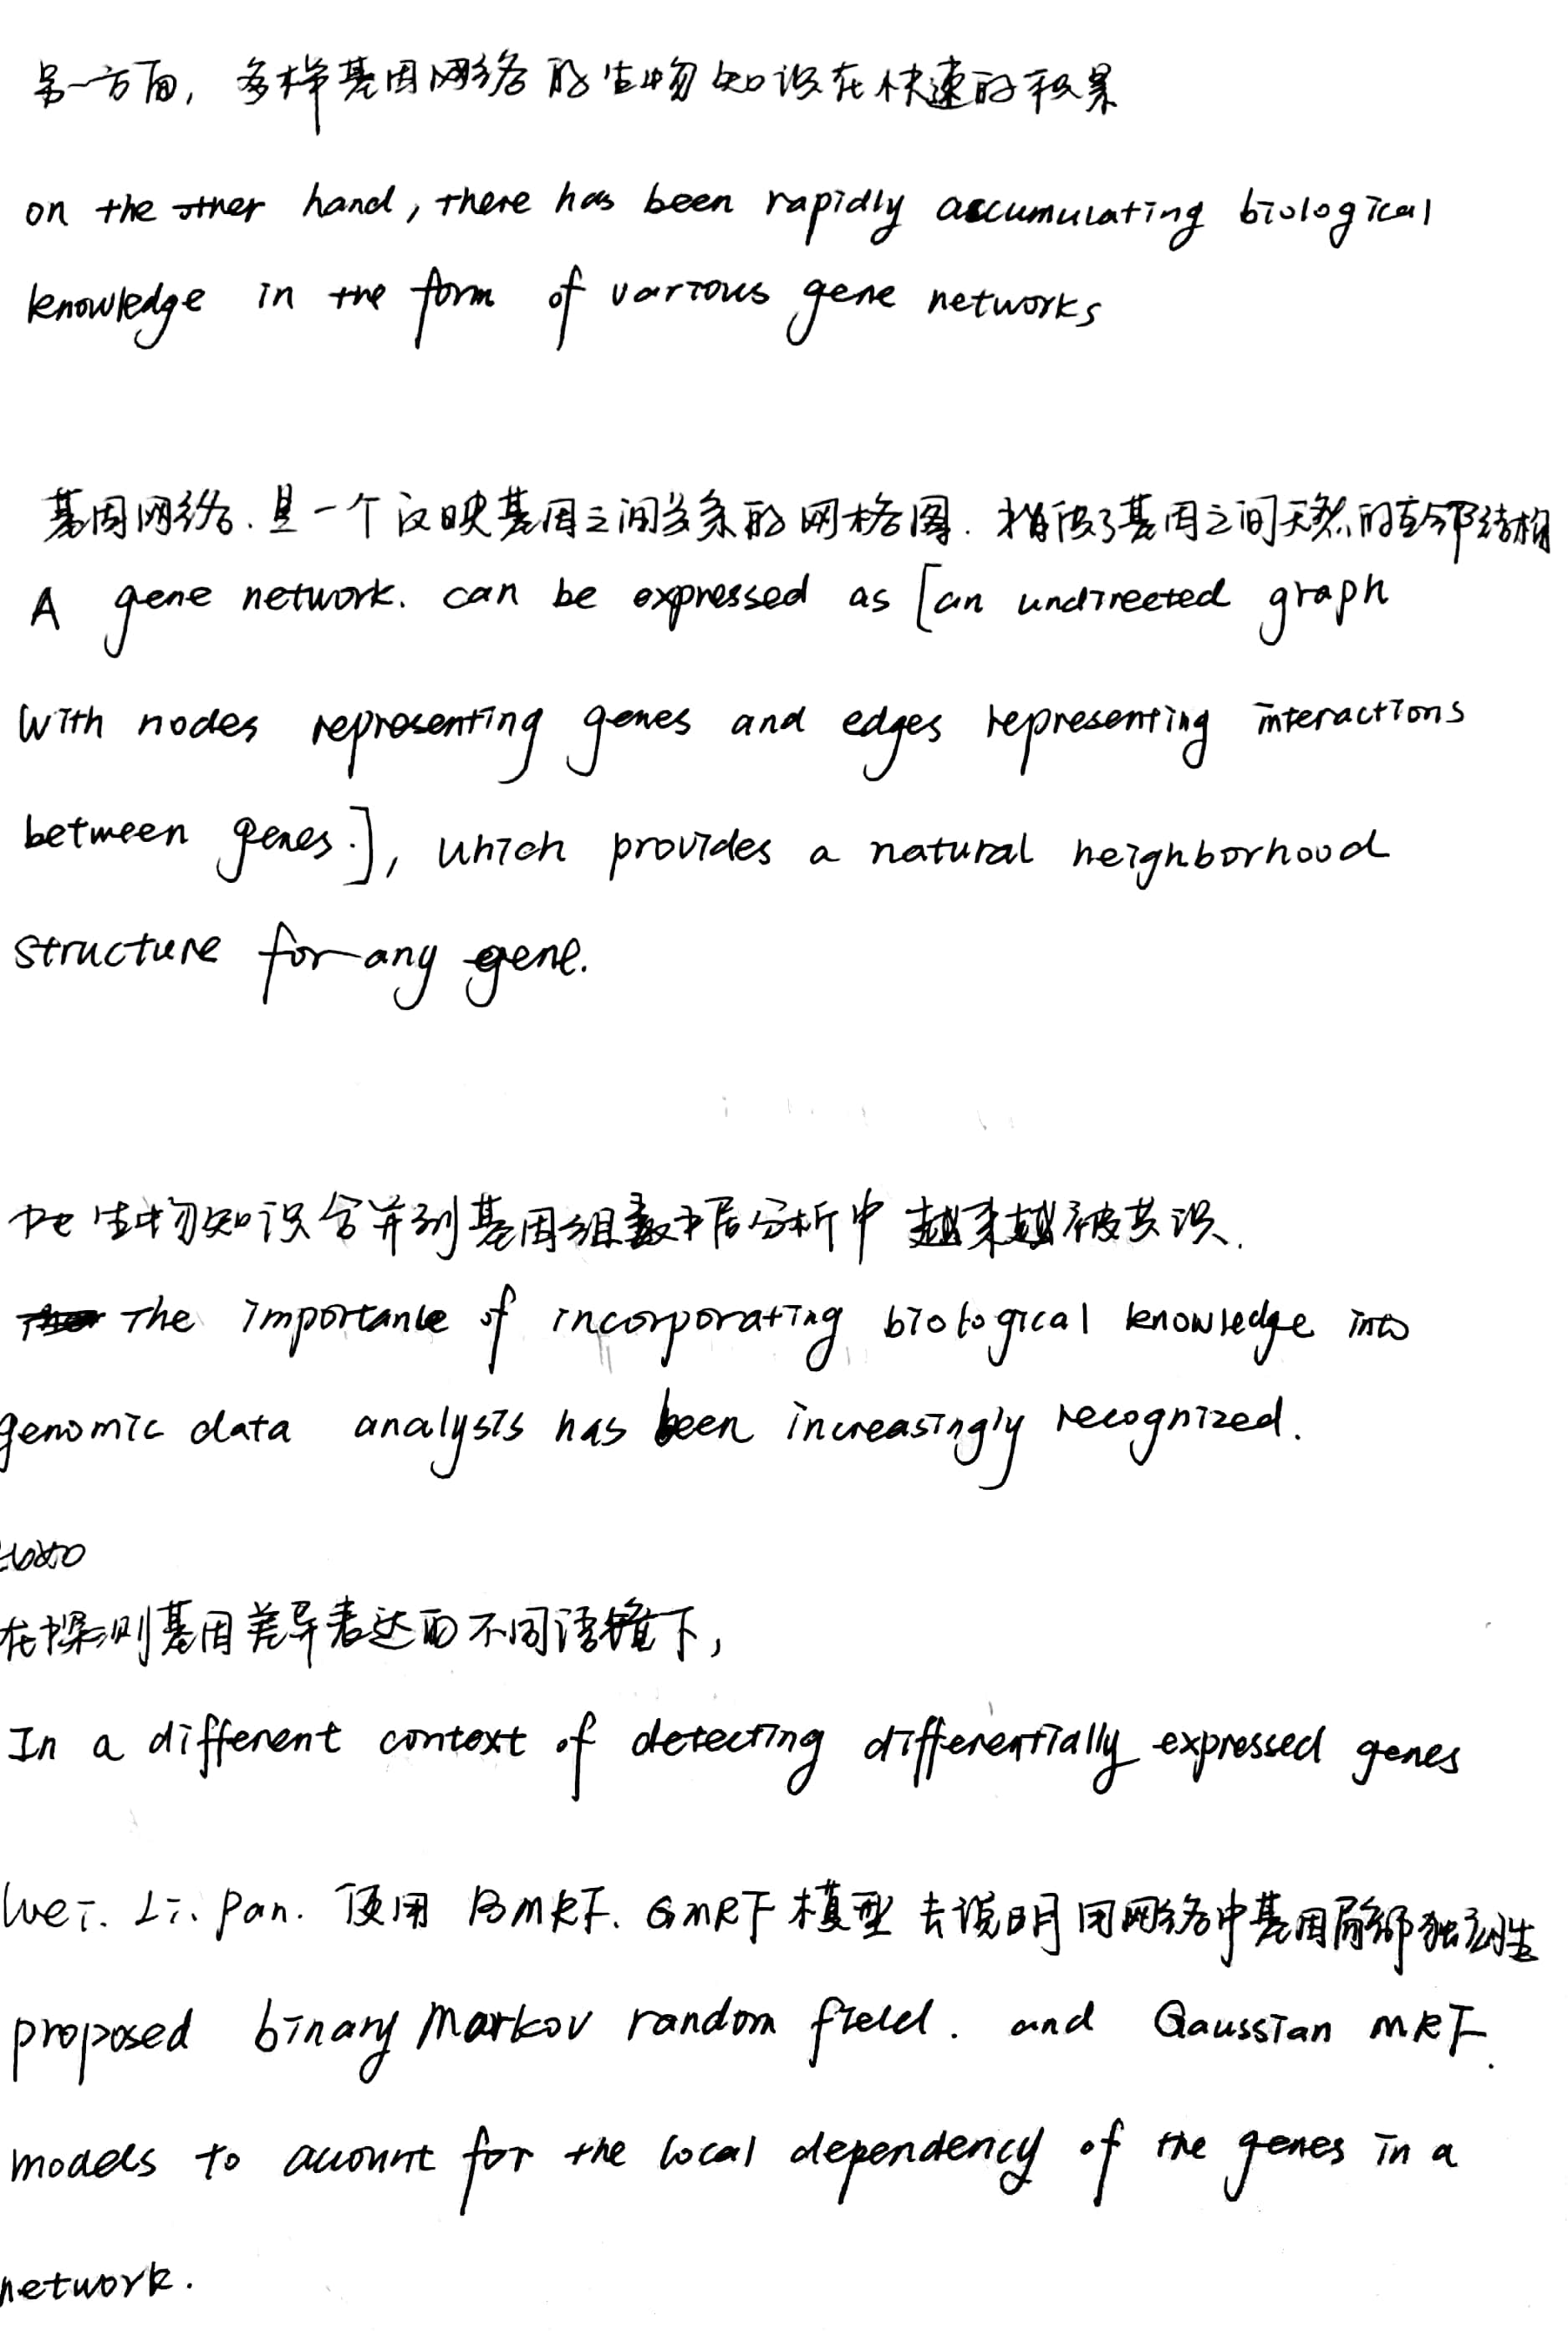 另一方面, 多样基因网络的生物知识在快速的积累
on the other hand, there has been rapidly accumulating biological
knowledge in the form of various gene networks
基因网络. 是一个反映基因之间关系的网格图. 描述了基因之间天然的 结构
A gene network. can be expressed as [an undirected graph
with nodes representing genes and edges representing interactions
between genes.], which provides a natural neighborhood
structure for any gene.
把生物知识合并到基因组数据分析中 越来越被共识.
The importance of incorporating biological knowledge into
genomic data analysis has been increasingly recognized.
在探测基因差异表达的不同语境下,
In a different context of detecting differentially expressed genes
Wei. Li. Pan. 使用 BMRF. GMRF 模型 去说明 网络中基因局部独立性
proposed binary Markov random field. and Gaussian MRF.
models to account for the local dependency of the genes in a
network.